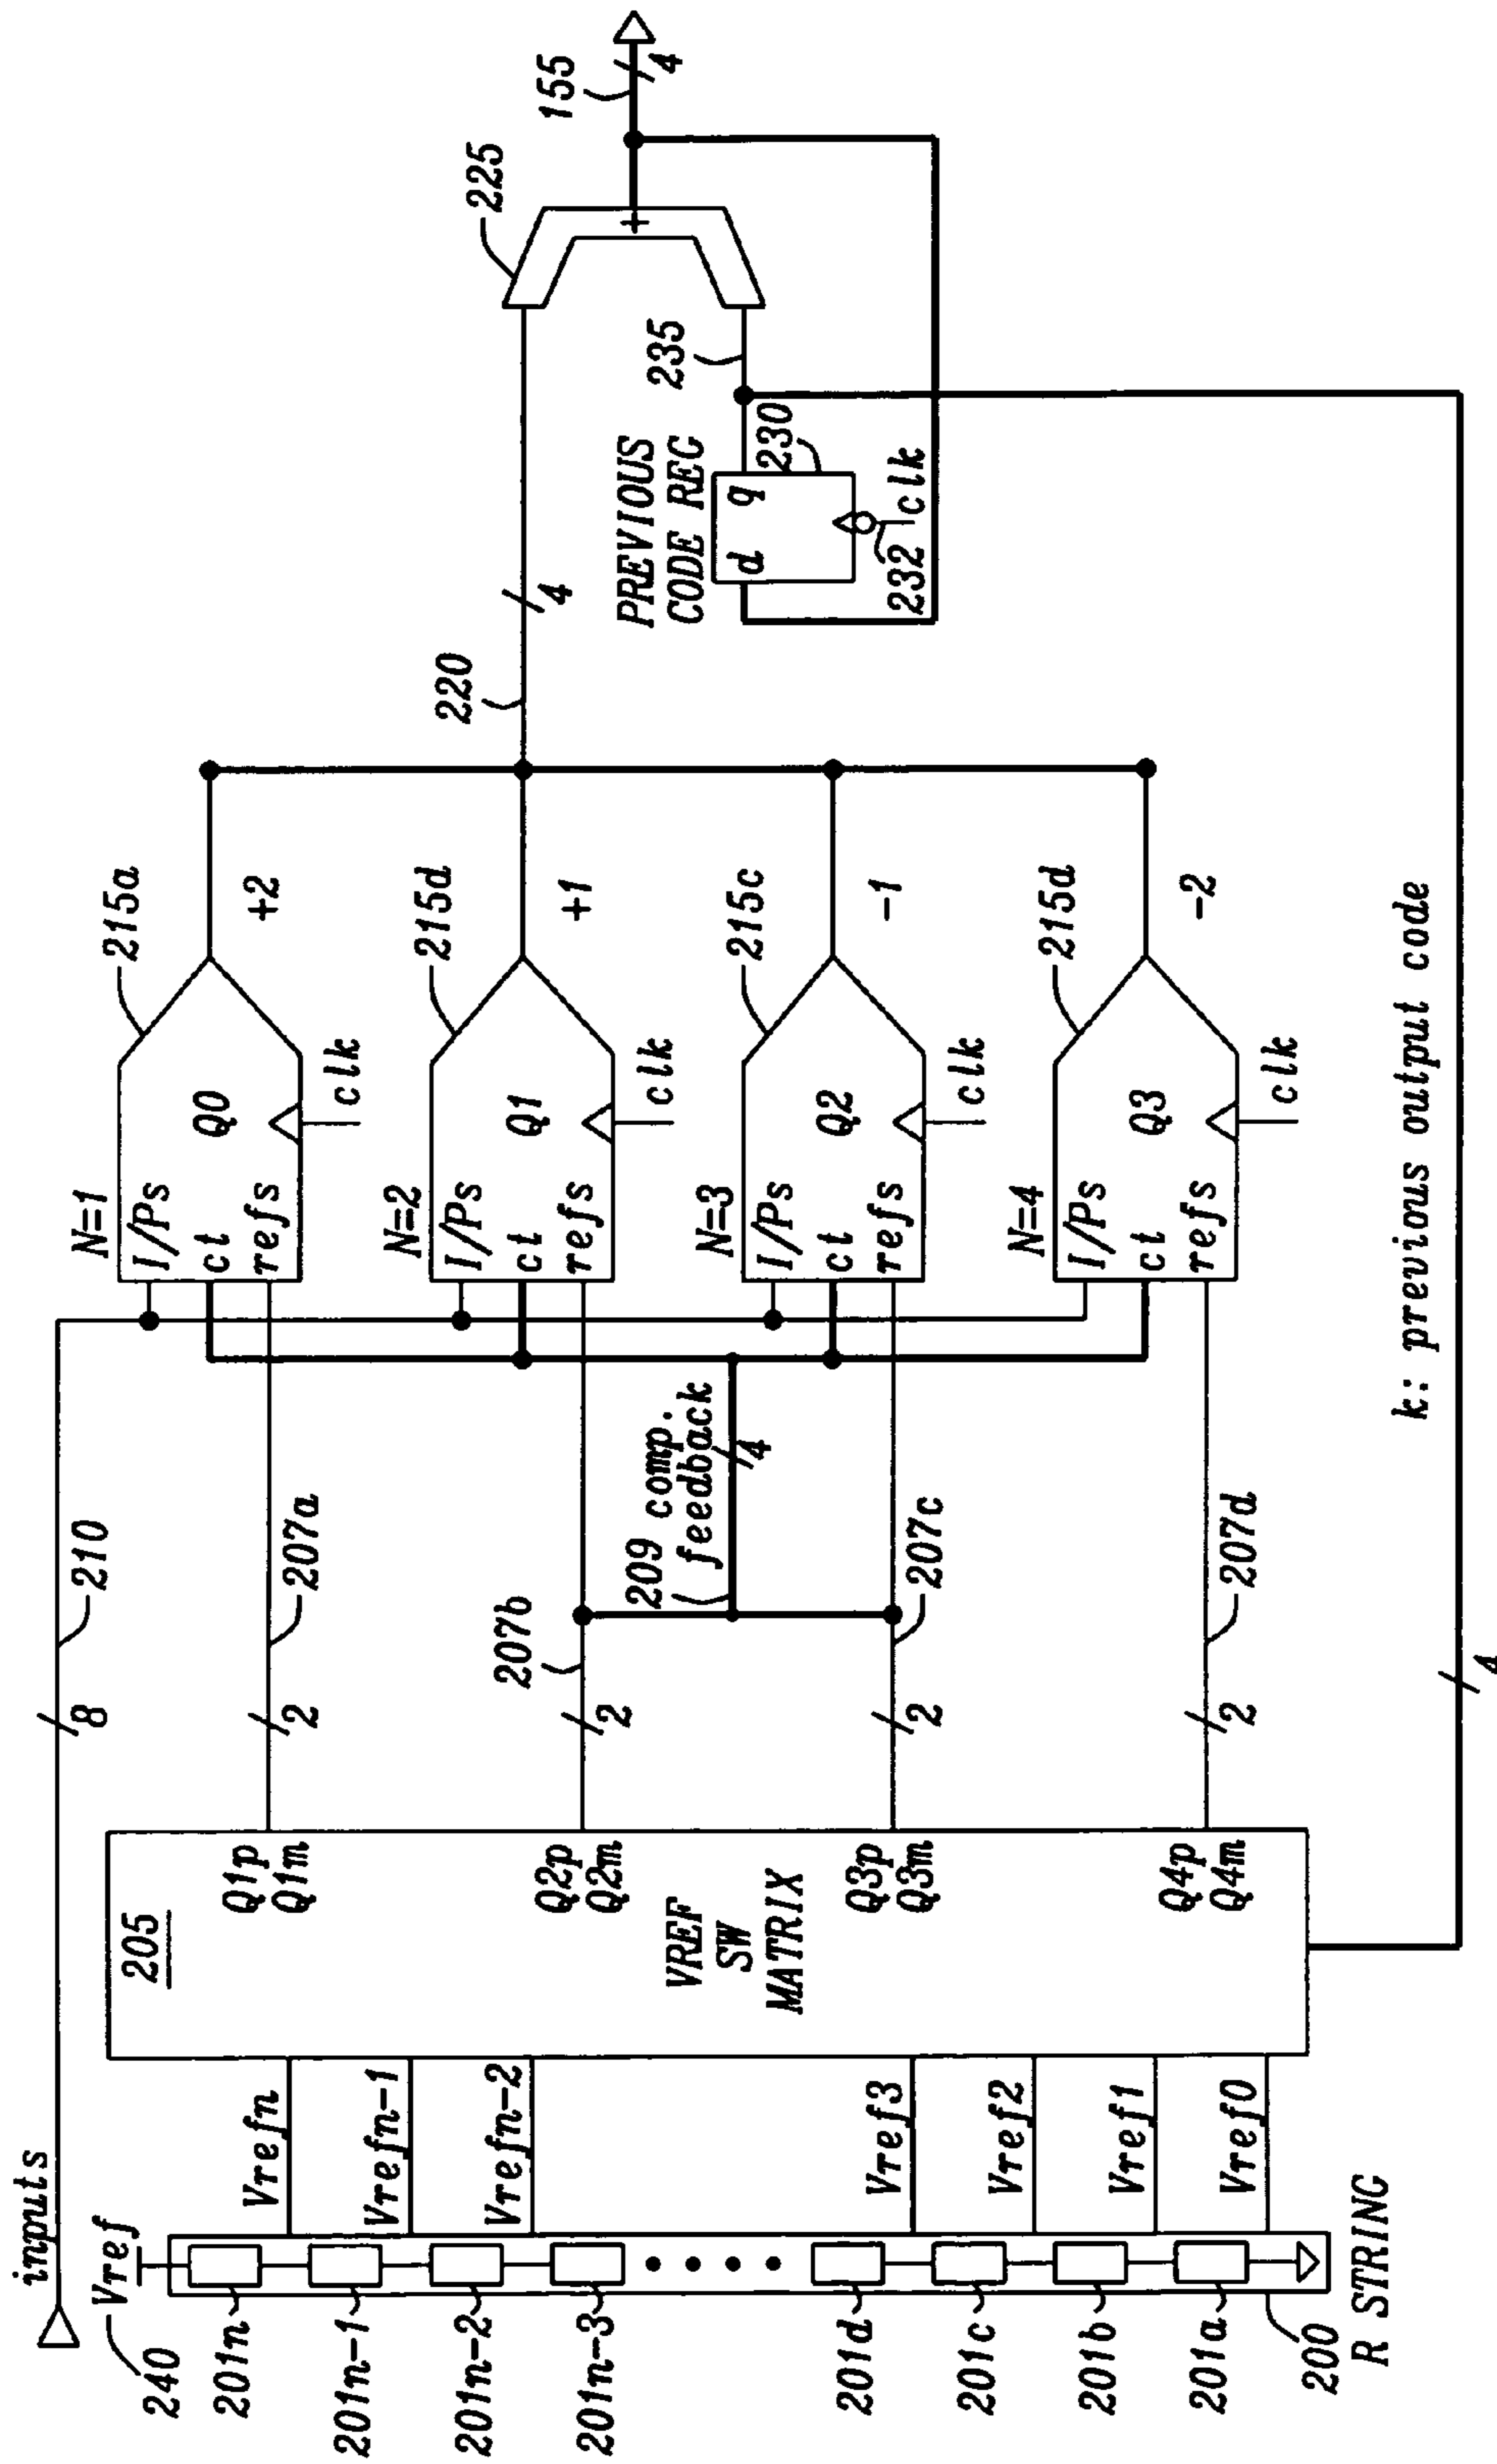 inputs
Vref
240
201n
201n-1
201n-2
201n-3
201d
201c
201b
201a
200
R STRING
Vrefn
Vrefn-1
Vrefn-2
Vref3
Vref2
Vref1
Vref0
205
VREF
SW
MATRIX
Q1p
Q1m
Q2p
Q2m
Q3p
Q3m
Q4p
Q4m
8
210
2
207a
2
207b
2
207c
2
207d
209 comp.
feedback
4
N=1
I/Ps
ct
refs
Q0
clk
215a
+2
N=2
I/Ps
ct
refs
Q1
clk
215d
+1
N=3
I/Ps
ct
refs
Q2
clk
215c
-1
N=4
I/Ps
ct
refs
Q3
clk
215d
-2
220
4
PREVIOUS
CODE REG
d q
230
232
clk
235
225
+
155
4
k: previous output code
4